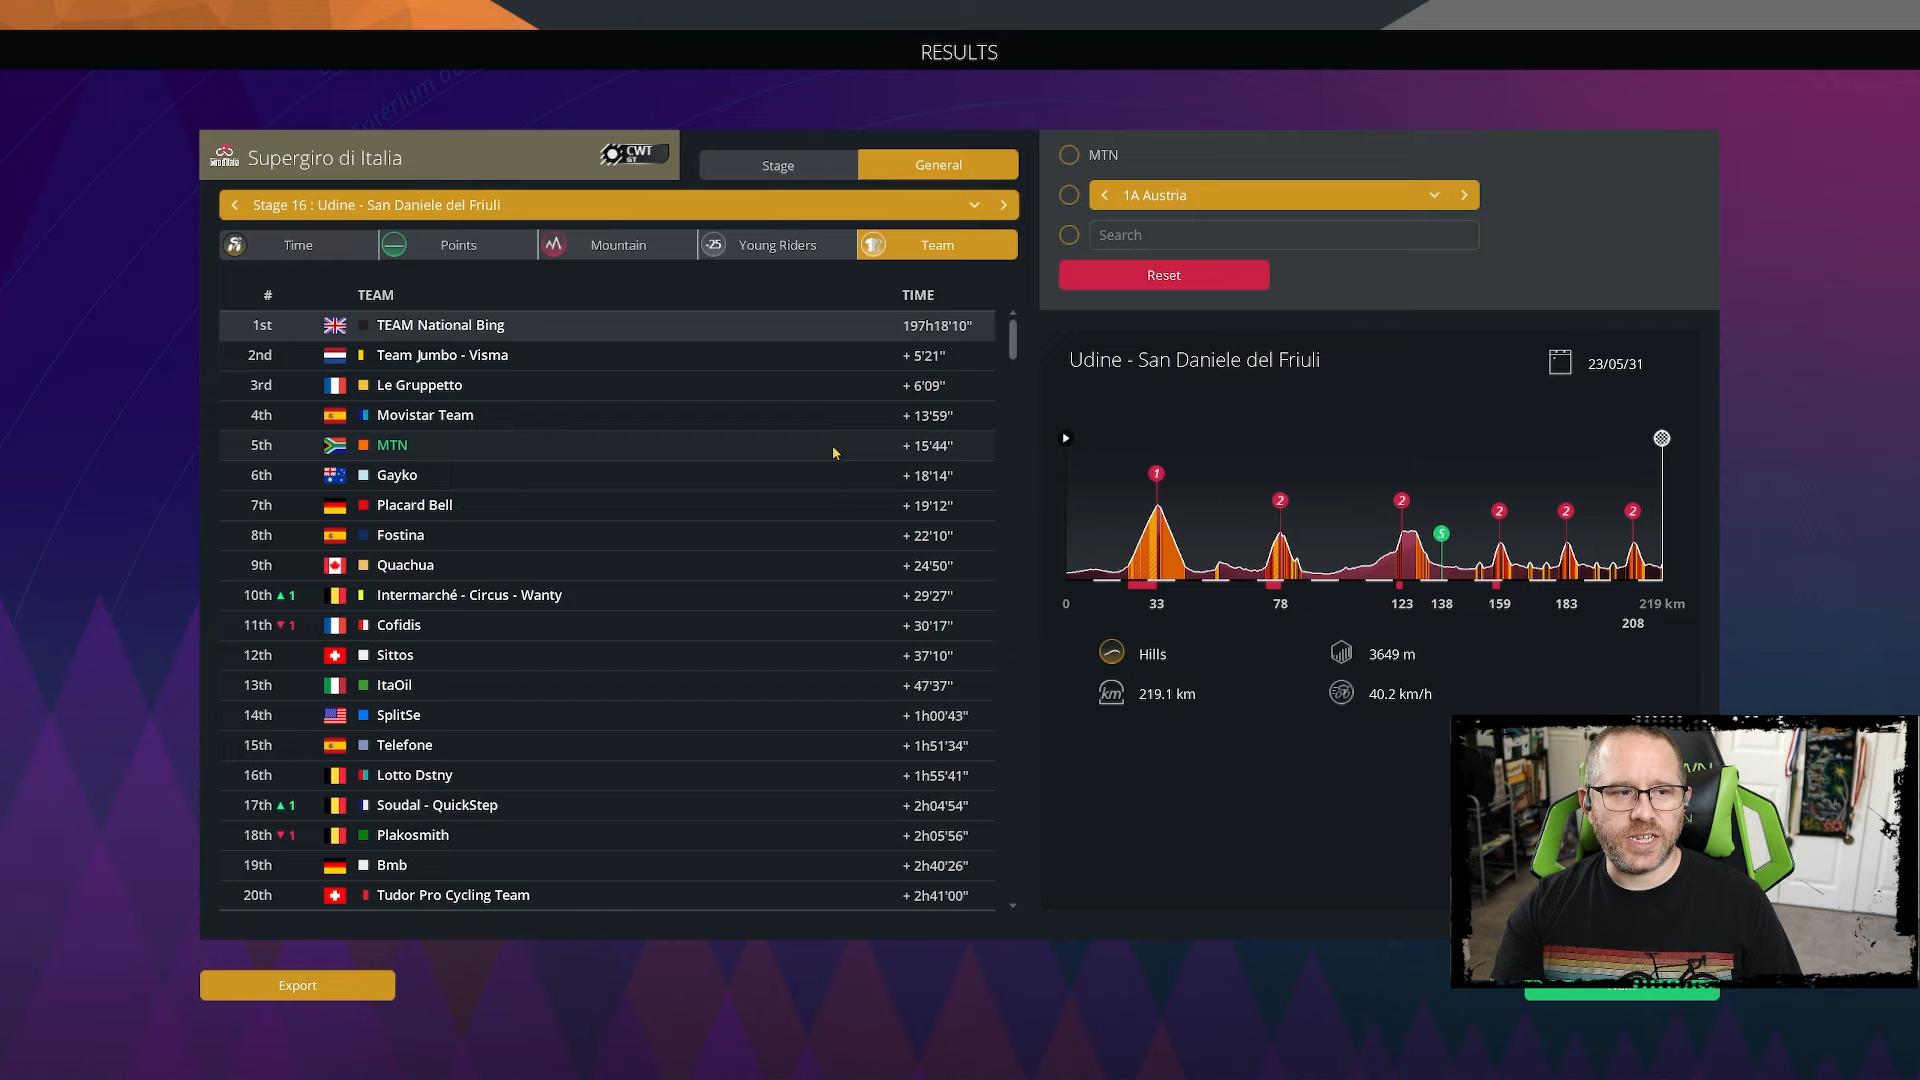 RESULTS
Giro d'Italia
Supergiro di Italia
CWT
GT
Stage
General
Stage 16 : Udine - San Daniele del Friuli
Time
Points
Mountain
-25
Young Riders
Team
# TEAM TIME
1st TEAM National Bing 197h18'10"
2nd Team Jumbo - Visma + 5'21"
3rd Le Gruppetto + 6'09"
4th Movistar Team + 13'59"
5th MTN + 15'44"
6th Gayko + 18'14"
7th Placard Bell + 19'12"
8th Fostina + 22'10"
9th Quachua + 24'50"
10th ▲ 1 Intermarché - Circus - Wanty + 29'27"
11th ▼ 1 Cofidis + 30'17"
12th Sittos + 37'10"
13th ItaOil + 47'37"
14th SplitSe + 1h00'43"
15th Telefone + 1h51'34"
16th Lotto Dstny + 1h55'41"
17th ▲ 1 Soudal - QuickStep + 2h04'54"
18th ▼ 1 Plakosmith + 2h05'56"
19th Bmb + 2h40'26"
20th Tudor Pro Cycling Team + 2h41'00"
Export
MTN
1A Austria
Search
Reset
Udine - San Daniele del Friuli
23/05/31
1 2 2 S 2 2 2
0 33 78 123 138 159 183 219 km
208
Hills
3649 m
km 219.1 km
40.2 km/h